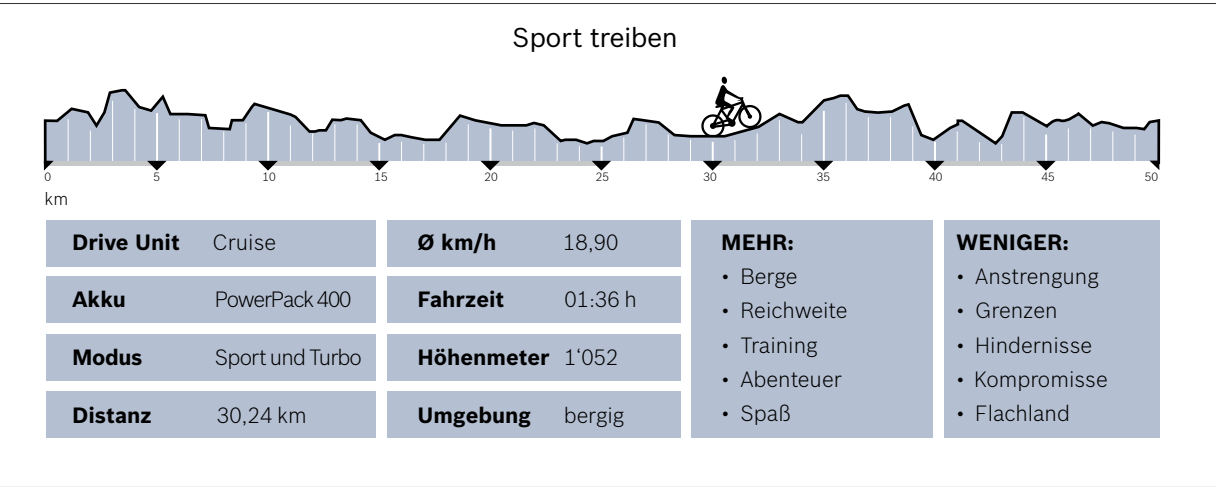 Sport treiben
0 5 10 15 20 25 30 35 40 45 50
km
Drive Unit Cruise
Akku PowerPack 400
Modus Sport und Turbo
Distanz 30,24 km
Ø km/h 18,90
Fahrzeit 01:36 h
Höhenmeter 1‘052
Umgebung bergig
MEHR:
• Berge
• Reichweite
• Training
• Abenteuer
• Spaß
WENIGER:
• Anstrengung
• Grenzen
• Hindernisse
• Kompromisse
• Flachland